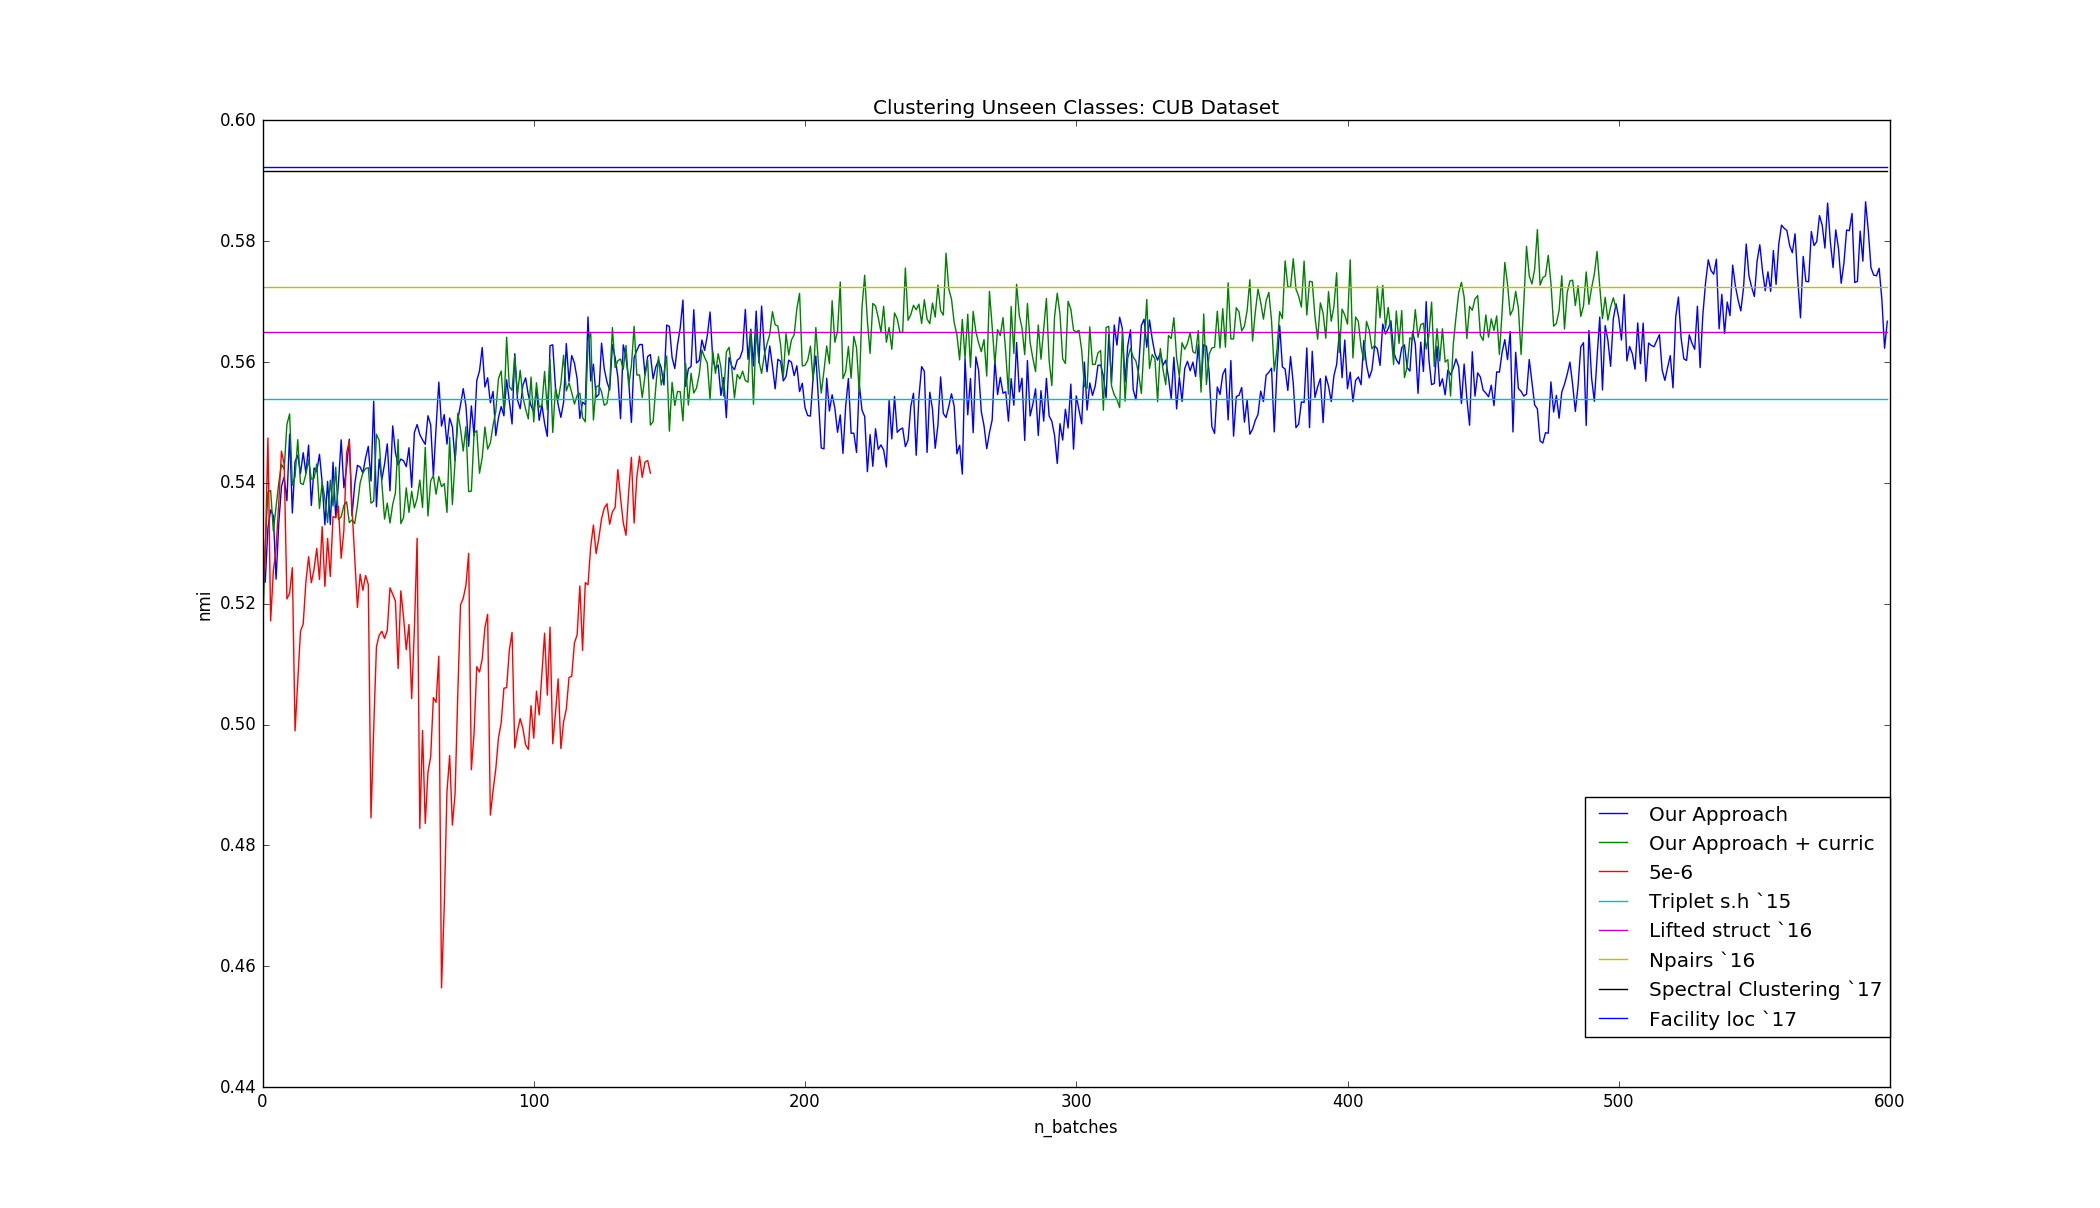 Clustering Unseen Classes: CUB Dataset
0.60
0.58
0.56
0.54
0.52
0.50
0.48
0.46
0.44
nmi
0 100 200 300 400 500 600
n_batches
Our Approach
Our Approach + curric
5e-6
Triplet s.h `15
Lifted struct `16
Npairs `16
Spectral Clustering `17
Facility loc `17